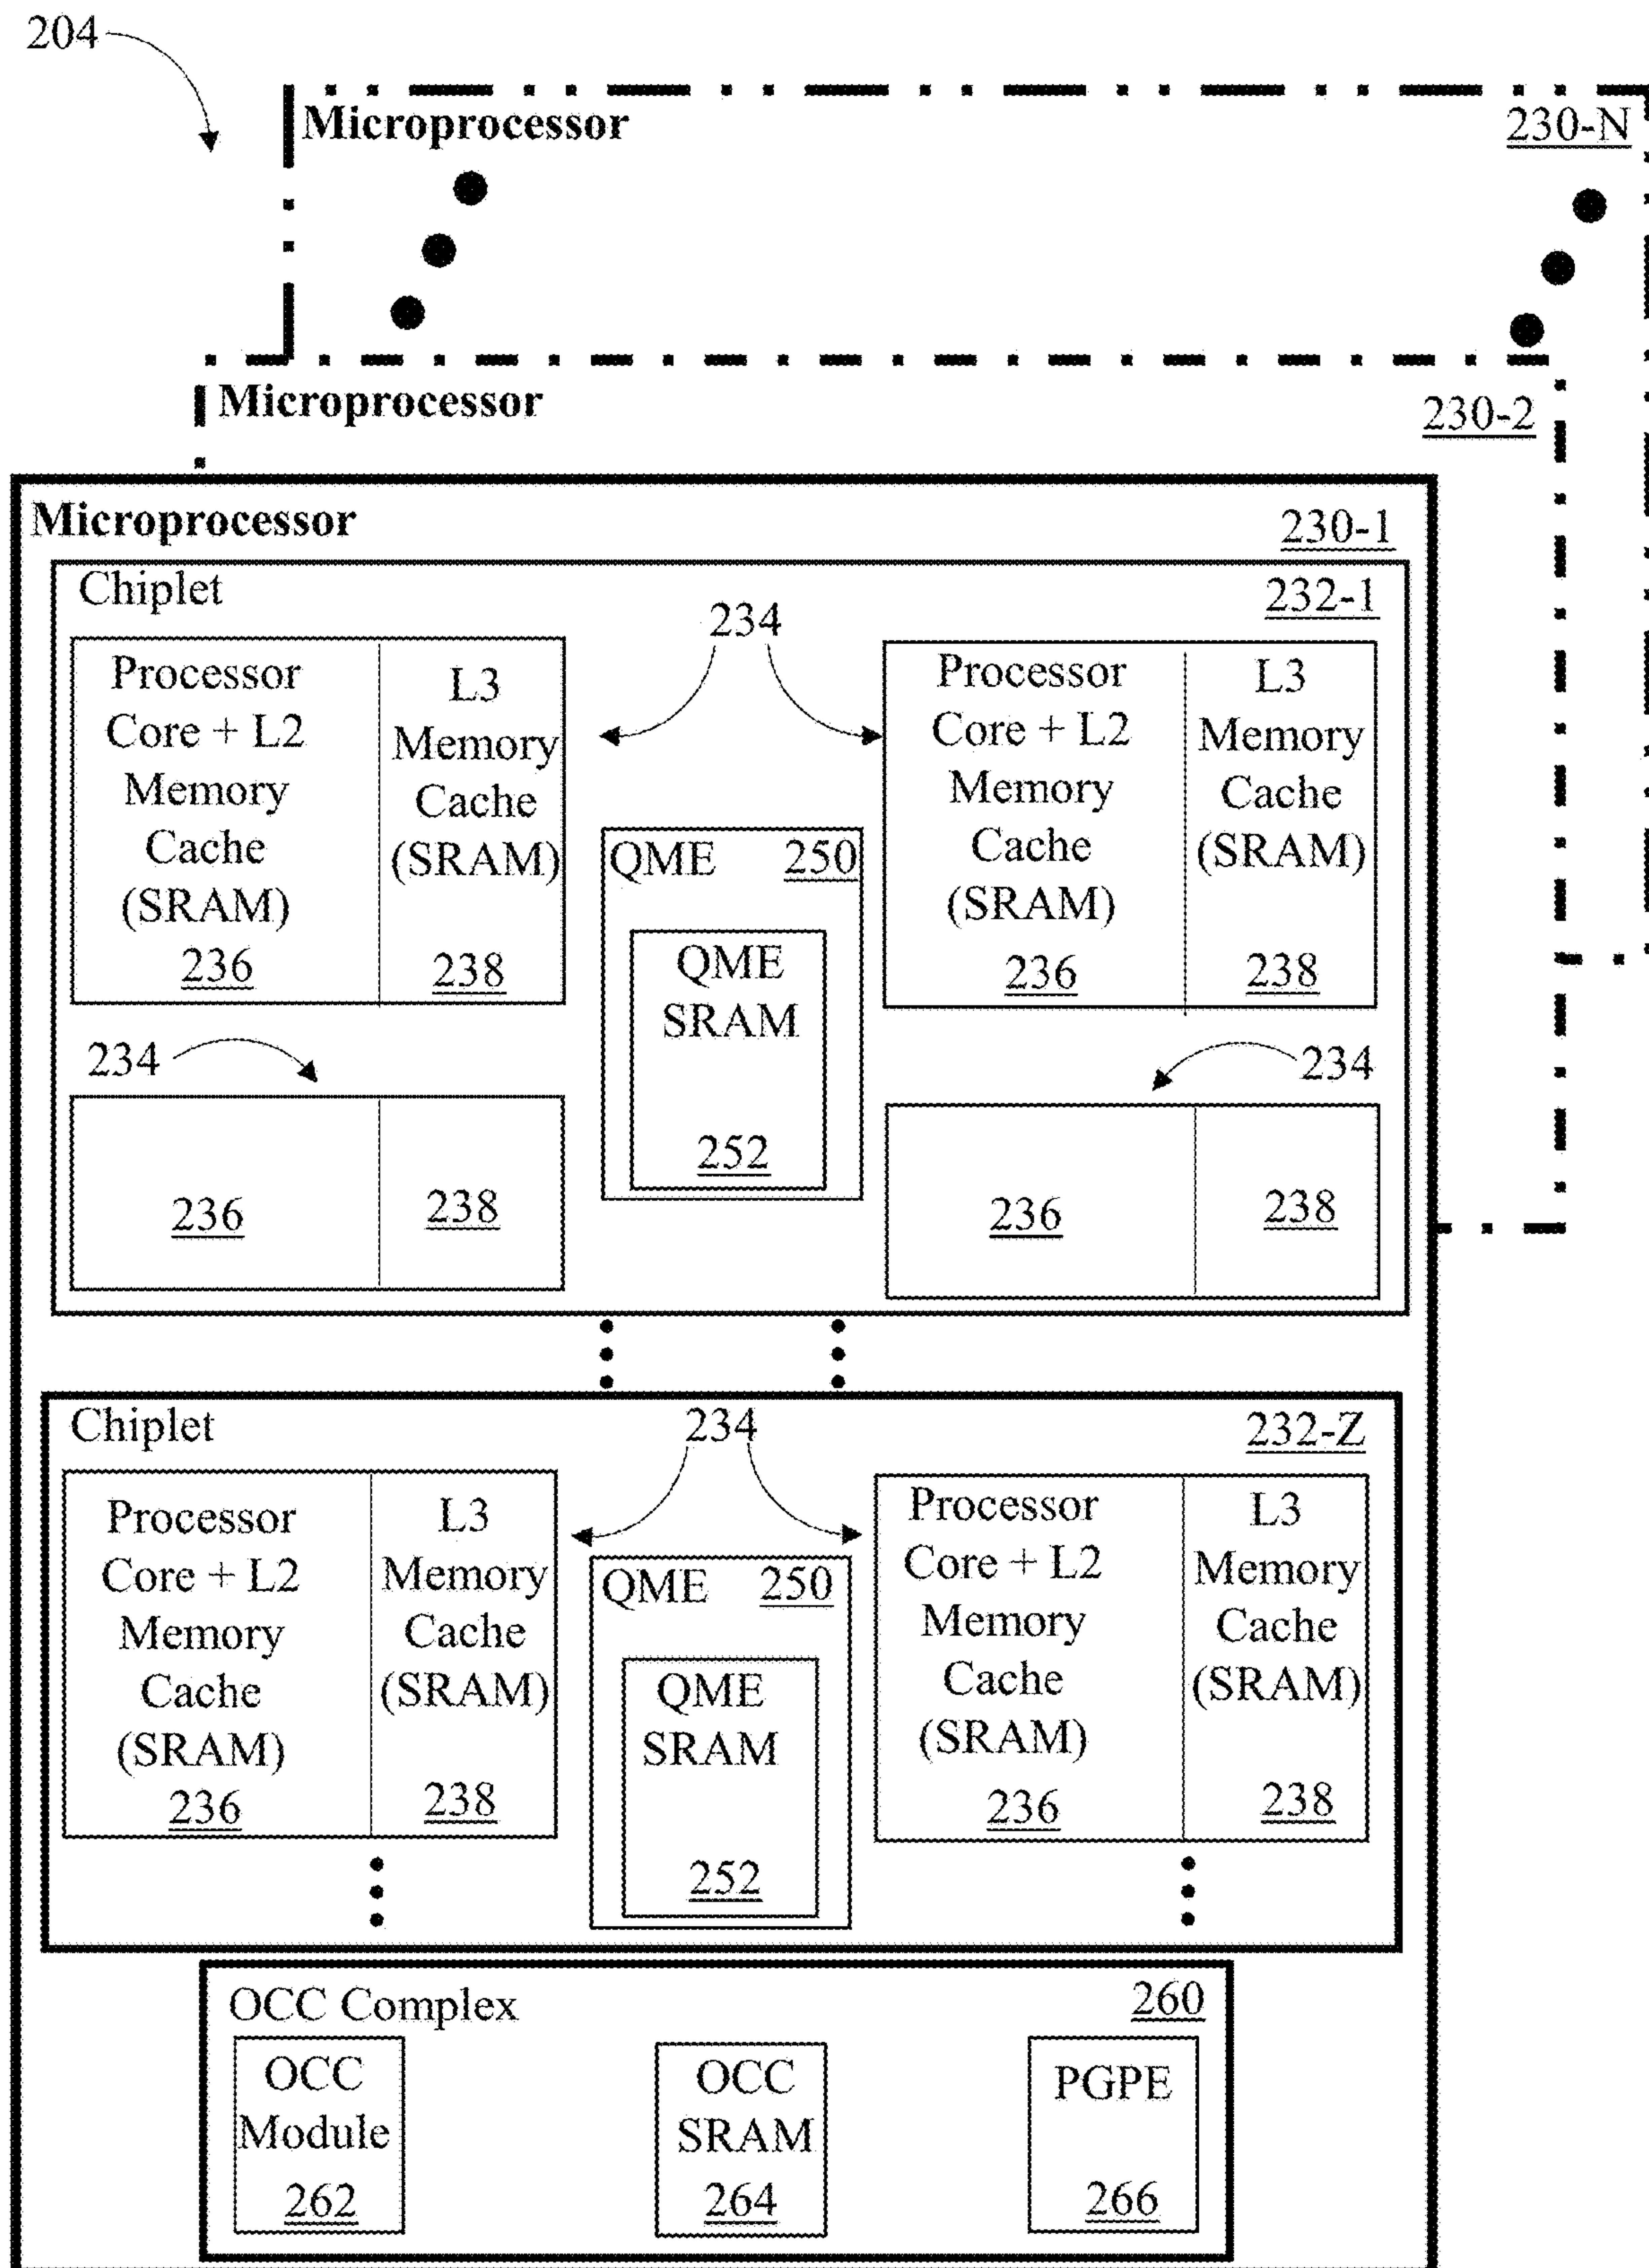 204
Microprocessor
230-N
Microprocessor
230-2
Microprocessor
230-1
Chiplet
232-1
234
Processor
Core + L2
Memory
Cache
(SRAM)
236
L3
Memory
Cache
(SRAM)
238
QME
250
QME
SRAM
252
Processor
Core + L2
Memory
Cache
(SRAM)
236
L3
Memory
Cache
(SRAM)
238
234
236
238
234
236
238
Chiplet
232-Z
234
Processor
Core + L2
Memory
Cache
(SRAM)
236
L3
Memory
Cache
(SRAM)
238
QME
250
QME
SRAM
252
Processor
Core + L2
Memory
Cache
(SRAM)
236
L3
Memory
Cache
(SRAM)
238
OCC Complex
260
OCC
Module
262
OCC
SRAM
264
PGPE
266